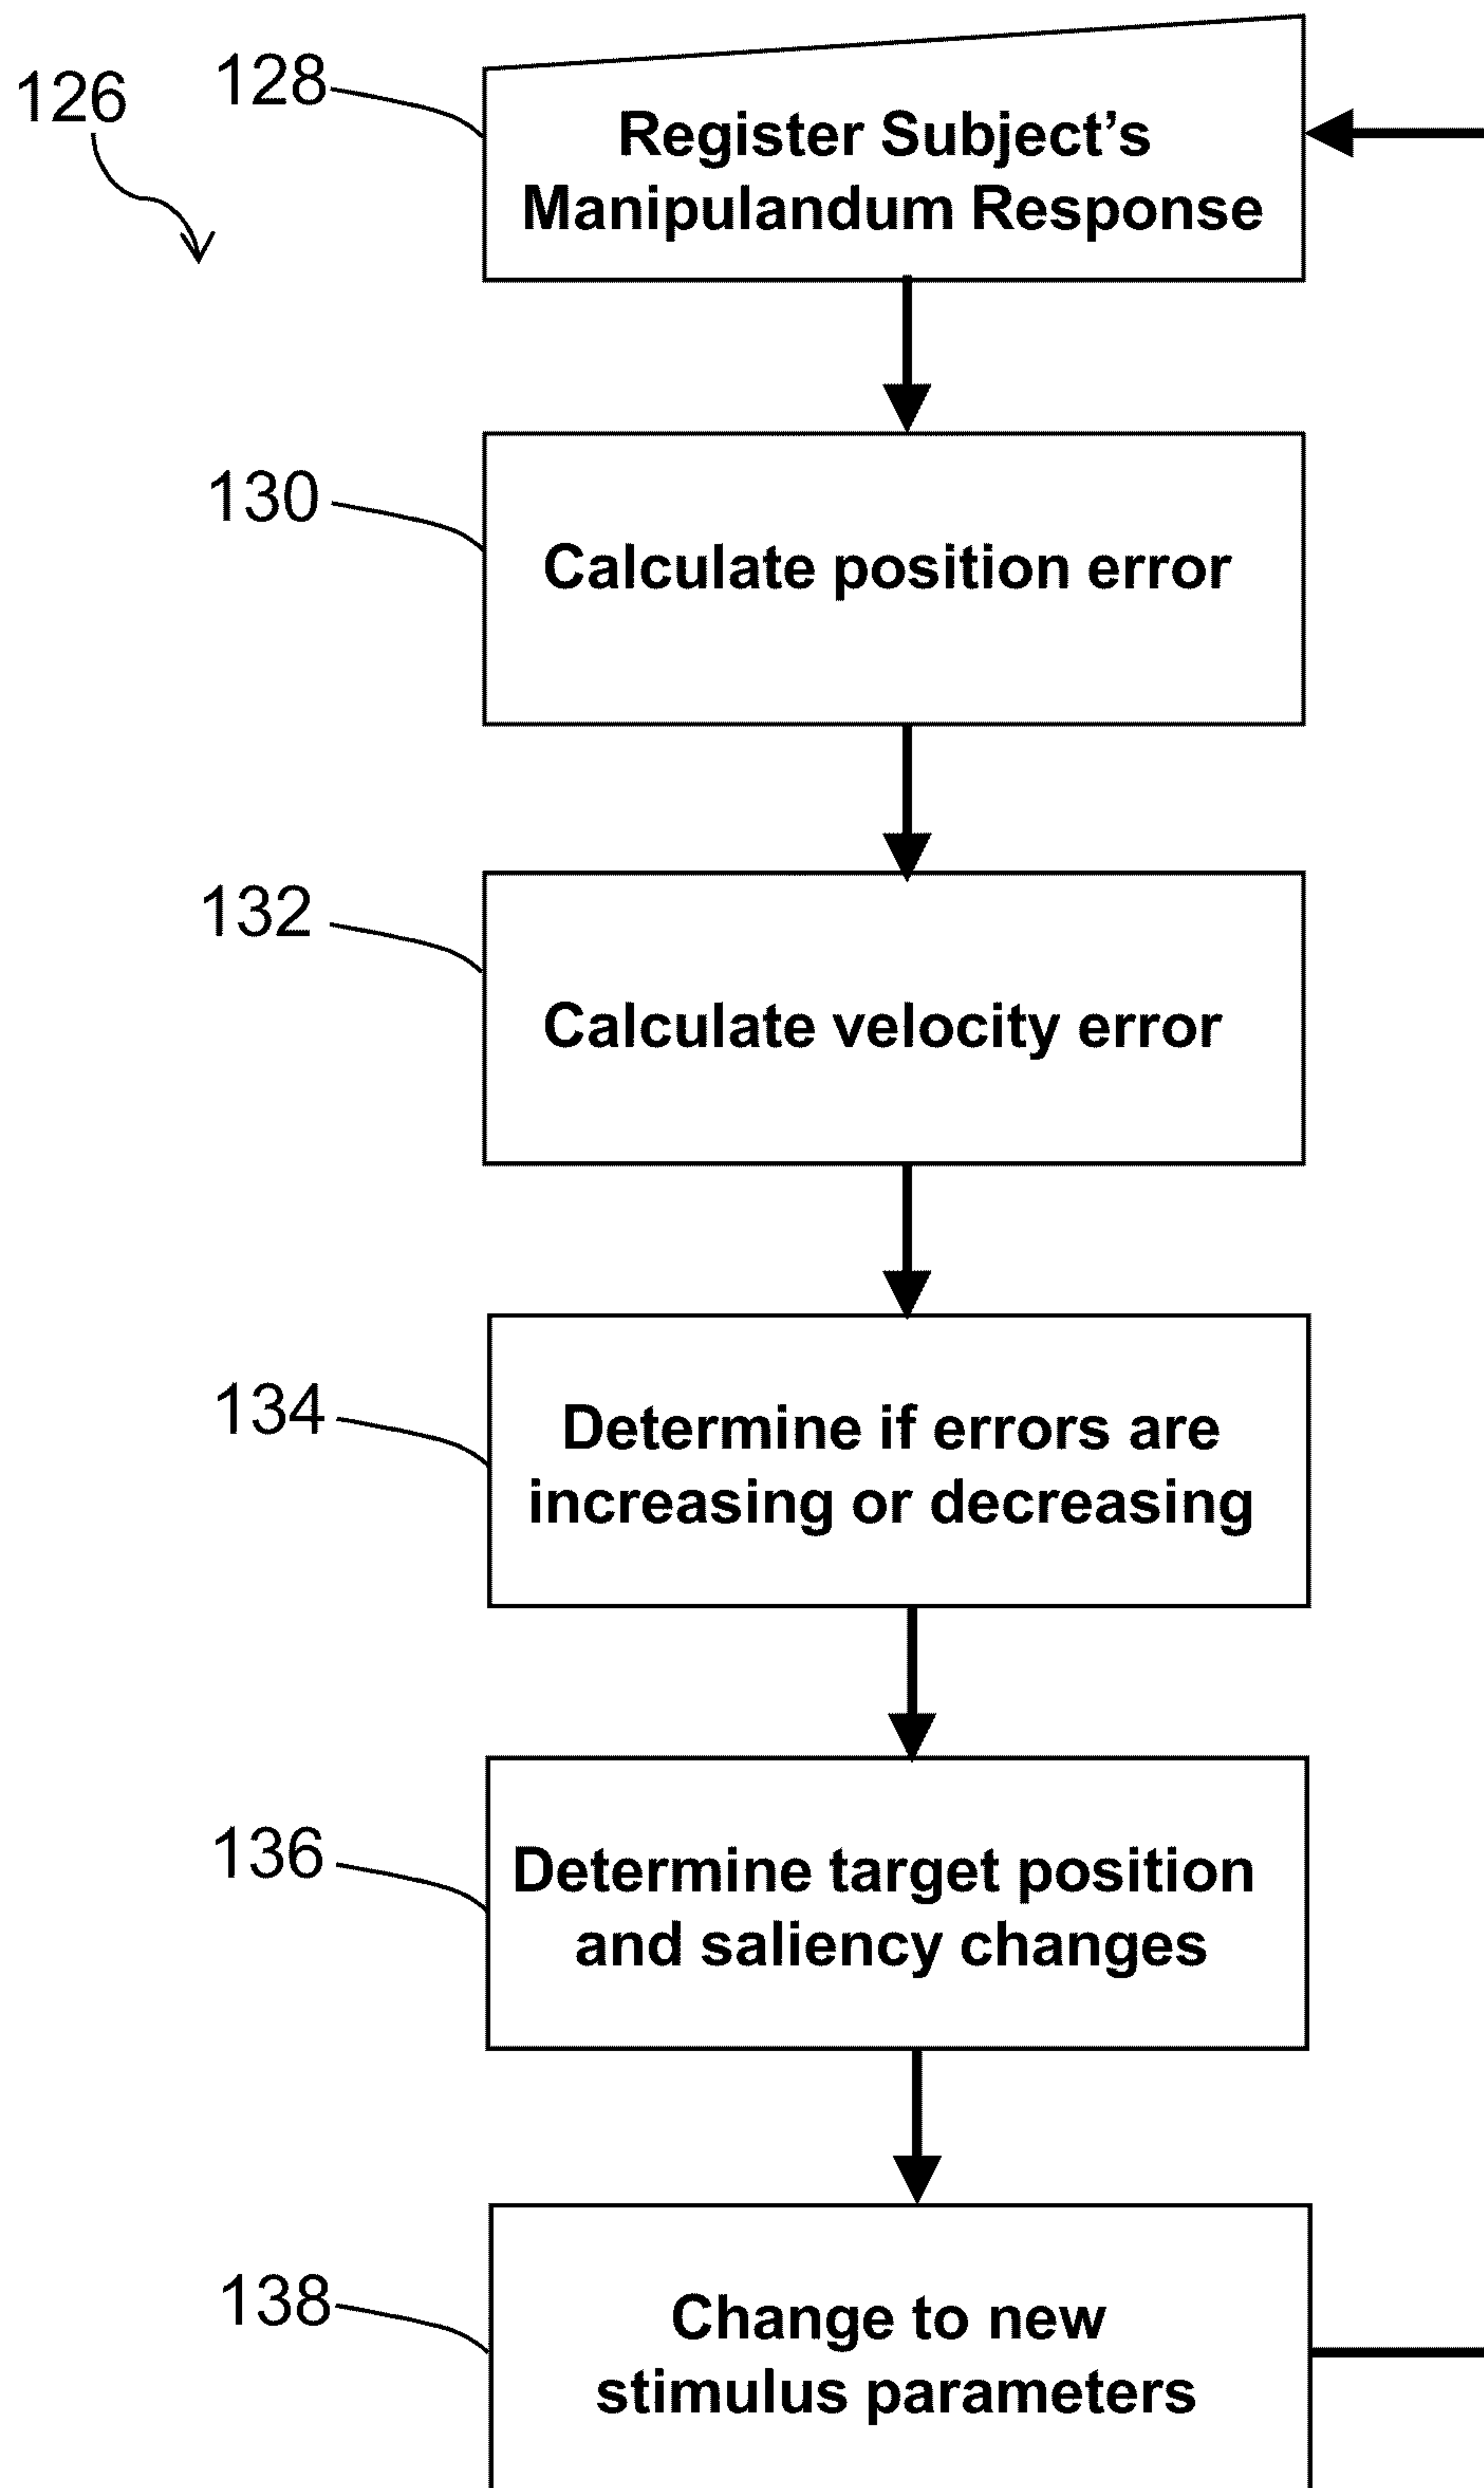 126
128
Register Subject’s
Manipulandum Response
130
Calculate position error
132
Calculate velocity error
134
Determine if errors are
increasing or decreasing
136
Determine target position
and saliency changes
138
Change to new
stimulus parameters